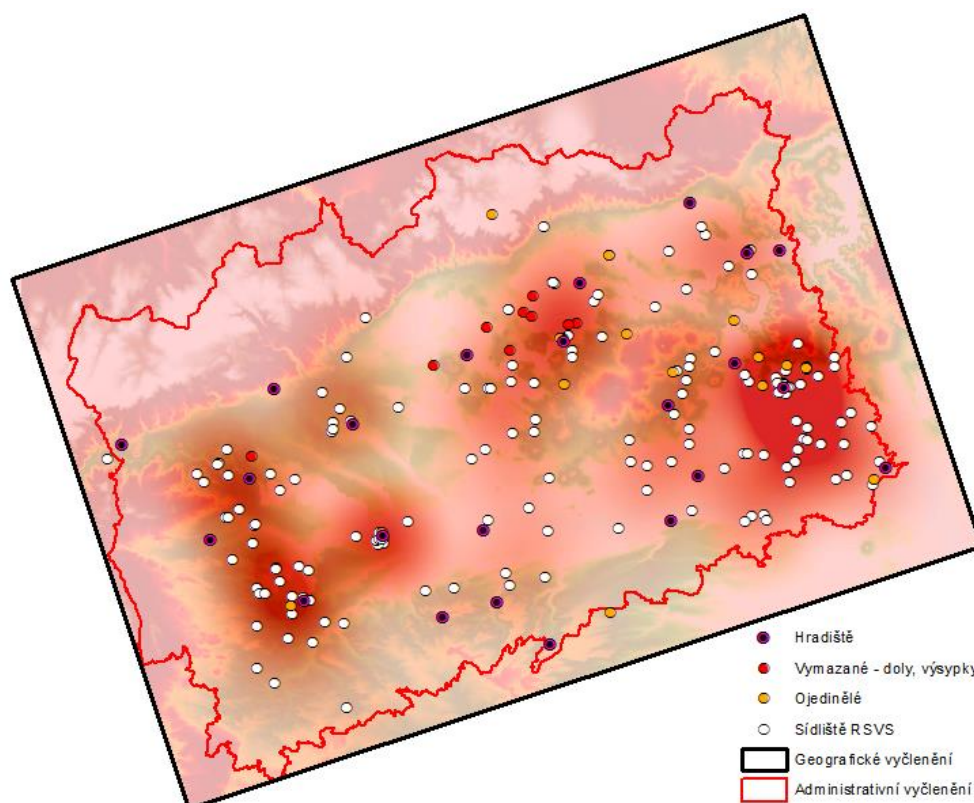 Hradiště
Vymazané - doly, výsypky
Ojedinělé
Sídliště RSVS
Geografické vyčlenění
Administrativní vyčlenění